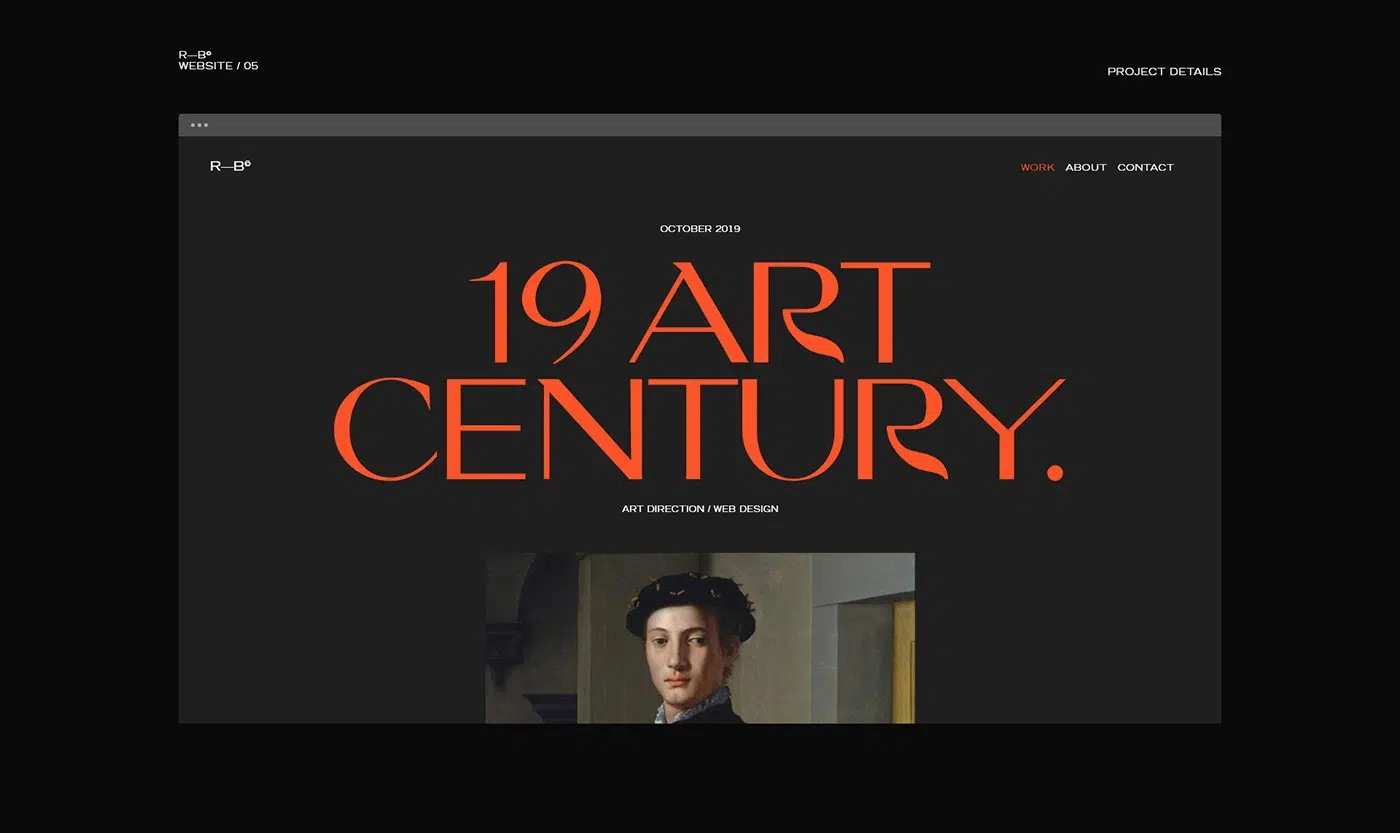 R—B©
WEBSITE / 05
PROJECT DETAILS
R—B©
WORK ABOUT CONTACT
OCTOBER 2019
19 ART
CENTURY.
ART DIRECTION / WEB DESIGN